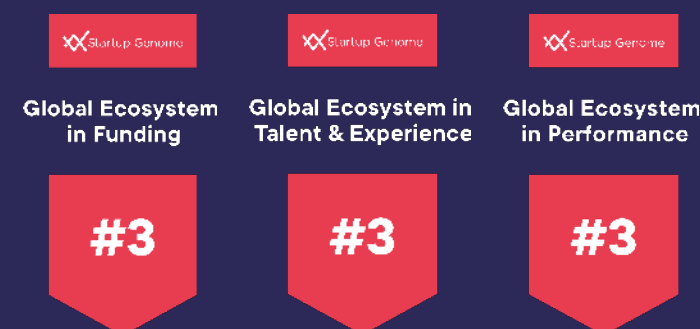 Startup Genome
Startup Genome
Startup Genome
Global Ecosystem
in Funding
Global Ecosystem in
Talent & Experience
Global Ecosystem
in Performance
#3
#3
#3